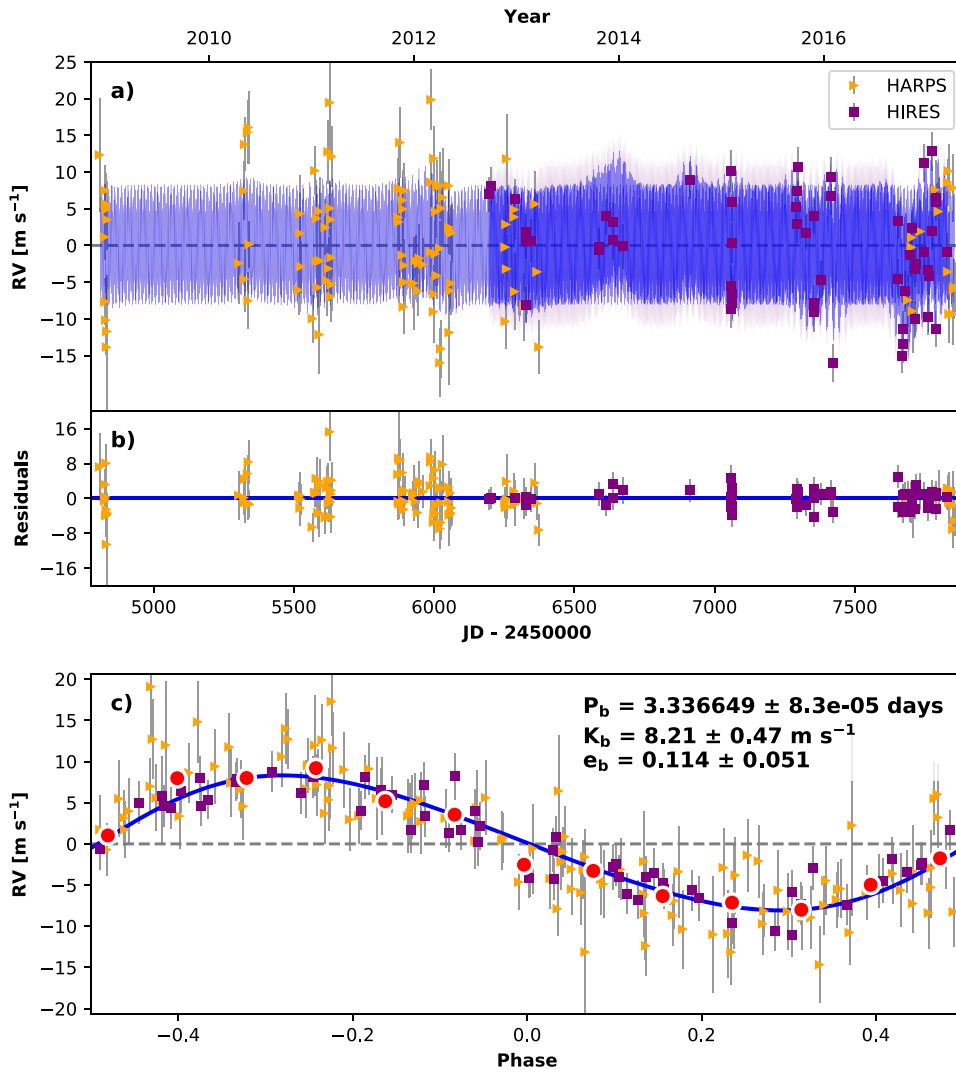 Year
2010 2012 2014 2016
a)
HARPS
HIRES
25
20
15
10
5
0
−5
−10
−15
RV [m s⁻¹]
b)
16
8
0
−8
−16
Residuals
5000 5500 6000 6500 7000 7500
JD - 2450000
c)
P_b = 3.336649 ± 8.3e-05 days
K_b = 8.21 ± 0.47 m s⁻¹
e_b = 0.114 ± 0.051
20
15
10
5
0
−5
−10
−15
−20
RV [m s⁻¹]
−0.4 −0.2 0.0 0.2 0.4
Phase